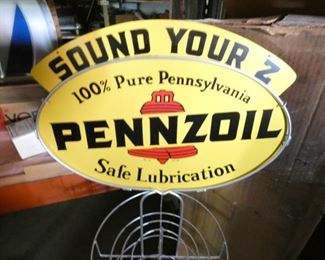 SOUND YOUR Z
100% Pure Pennsylvania
PENNZOIL
Safe Lubrication